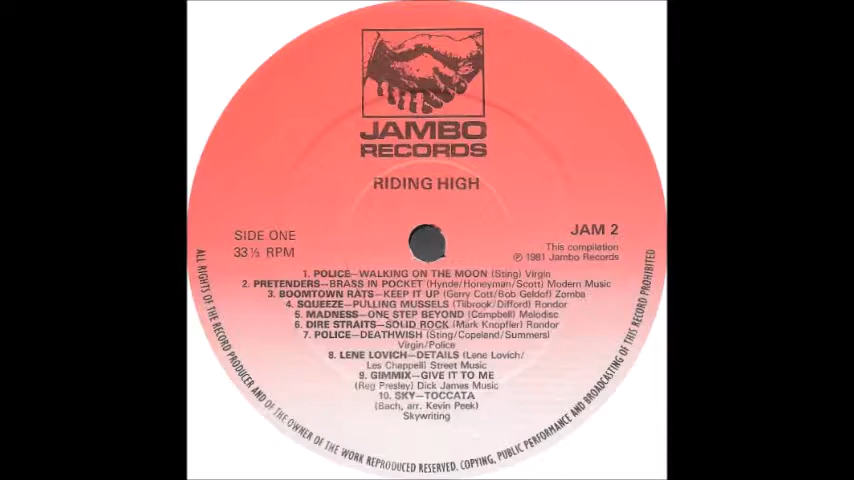 JAMBO
RECORDS
RIDING HIGH
SIDE ONE
33⅓ RPM
JAM 2
This compilation
℗ 1981 Jambo Records
1. POLICE—WALKING ON THE MOON (Sting) Virgin
2. PRETENDERS—BRASS IN POCKET (Hynde/Honeyman/Scott) Modern Music
3. BOOMTOWN RATS—KEEP IT UP (Gerry Cott/Bob Geldof) Zomba
4. SQUEEZE—PULLING MUSSELS (Tilbrook/Difford) Rondor
5. MADNESS—ONE STEP BEYOND (Campbell) Melodisc
6. DIRE STRAITS—SOLID ROCK (Mark Knopfler) Rondor
7. POLICE—DEATHWISH (Sting/Copeland/Summers)
Virgin/Police
8. LENE LOVICH—DETAILS (Lene Lovich/
Les Chappell) Street Music
9. GIMMIX—GIVE IT TO ME
(Reg Presley) Dick James Music
10. SKY—TOCCATA
(Bach, arr. Kevin Peek)
Skywriting
ALL RIGHTS OF THE RECORD PRODUCER AND OF THE OWNER OF THE WORK REPRODUCED RESERVED. COPYING, PUBLIC PERFORMANCE AND BROADCASTING OF THIS RECORD PROHIBITED